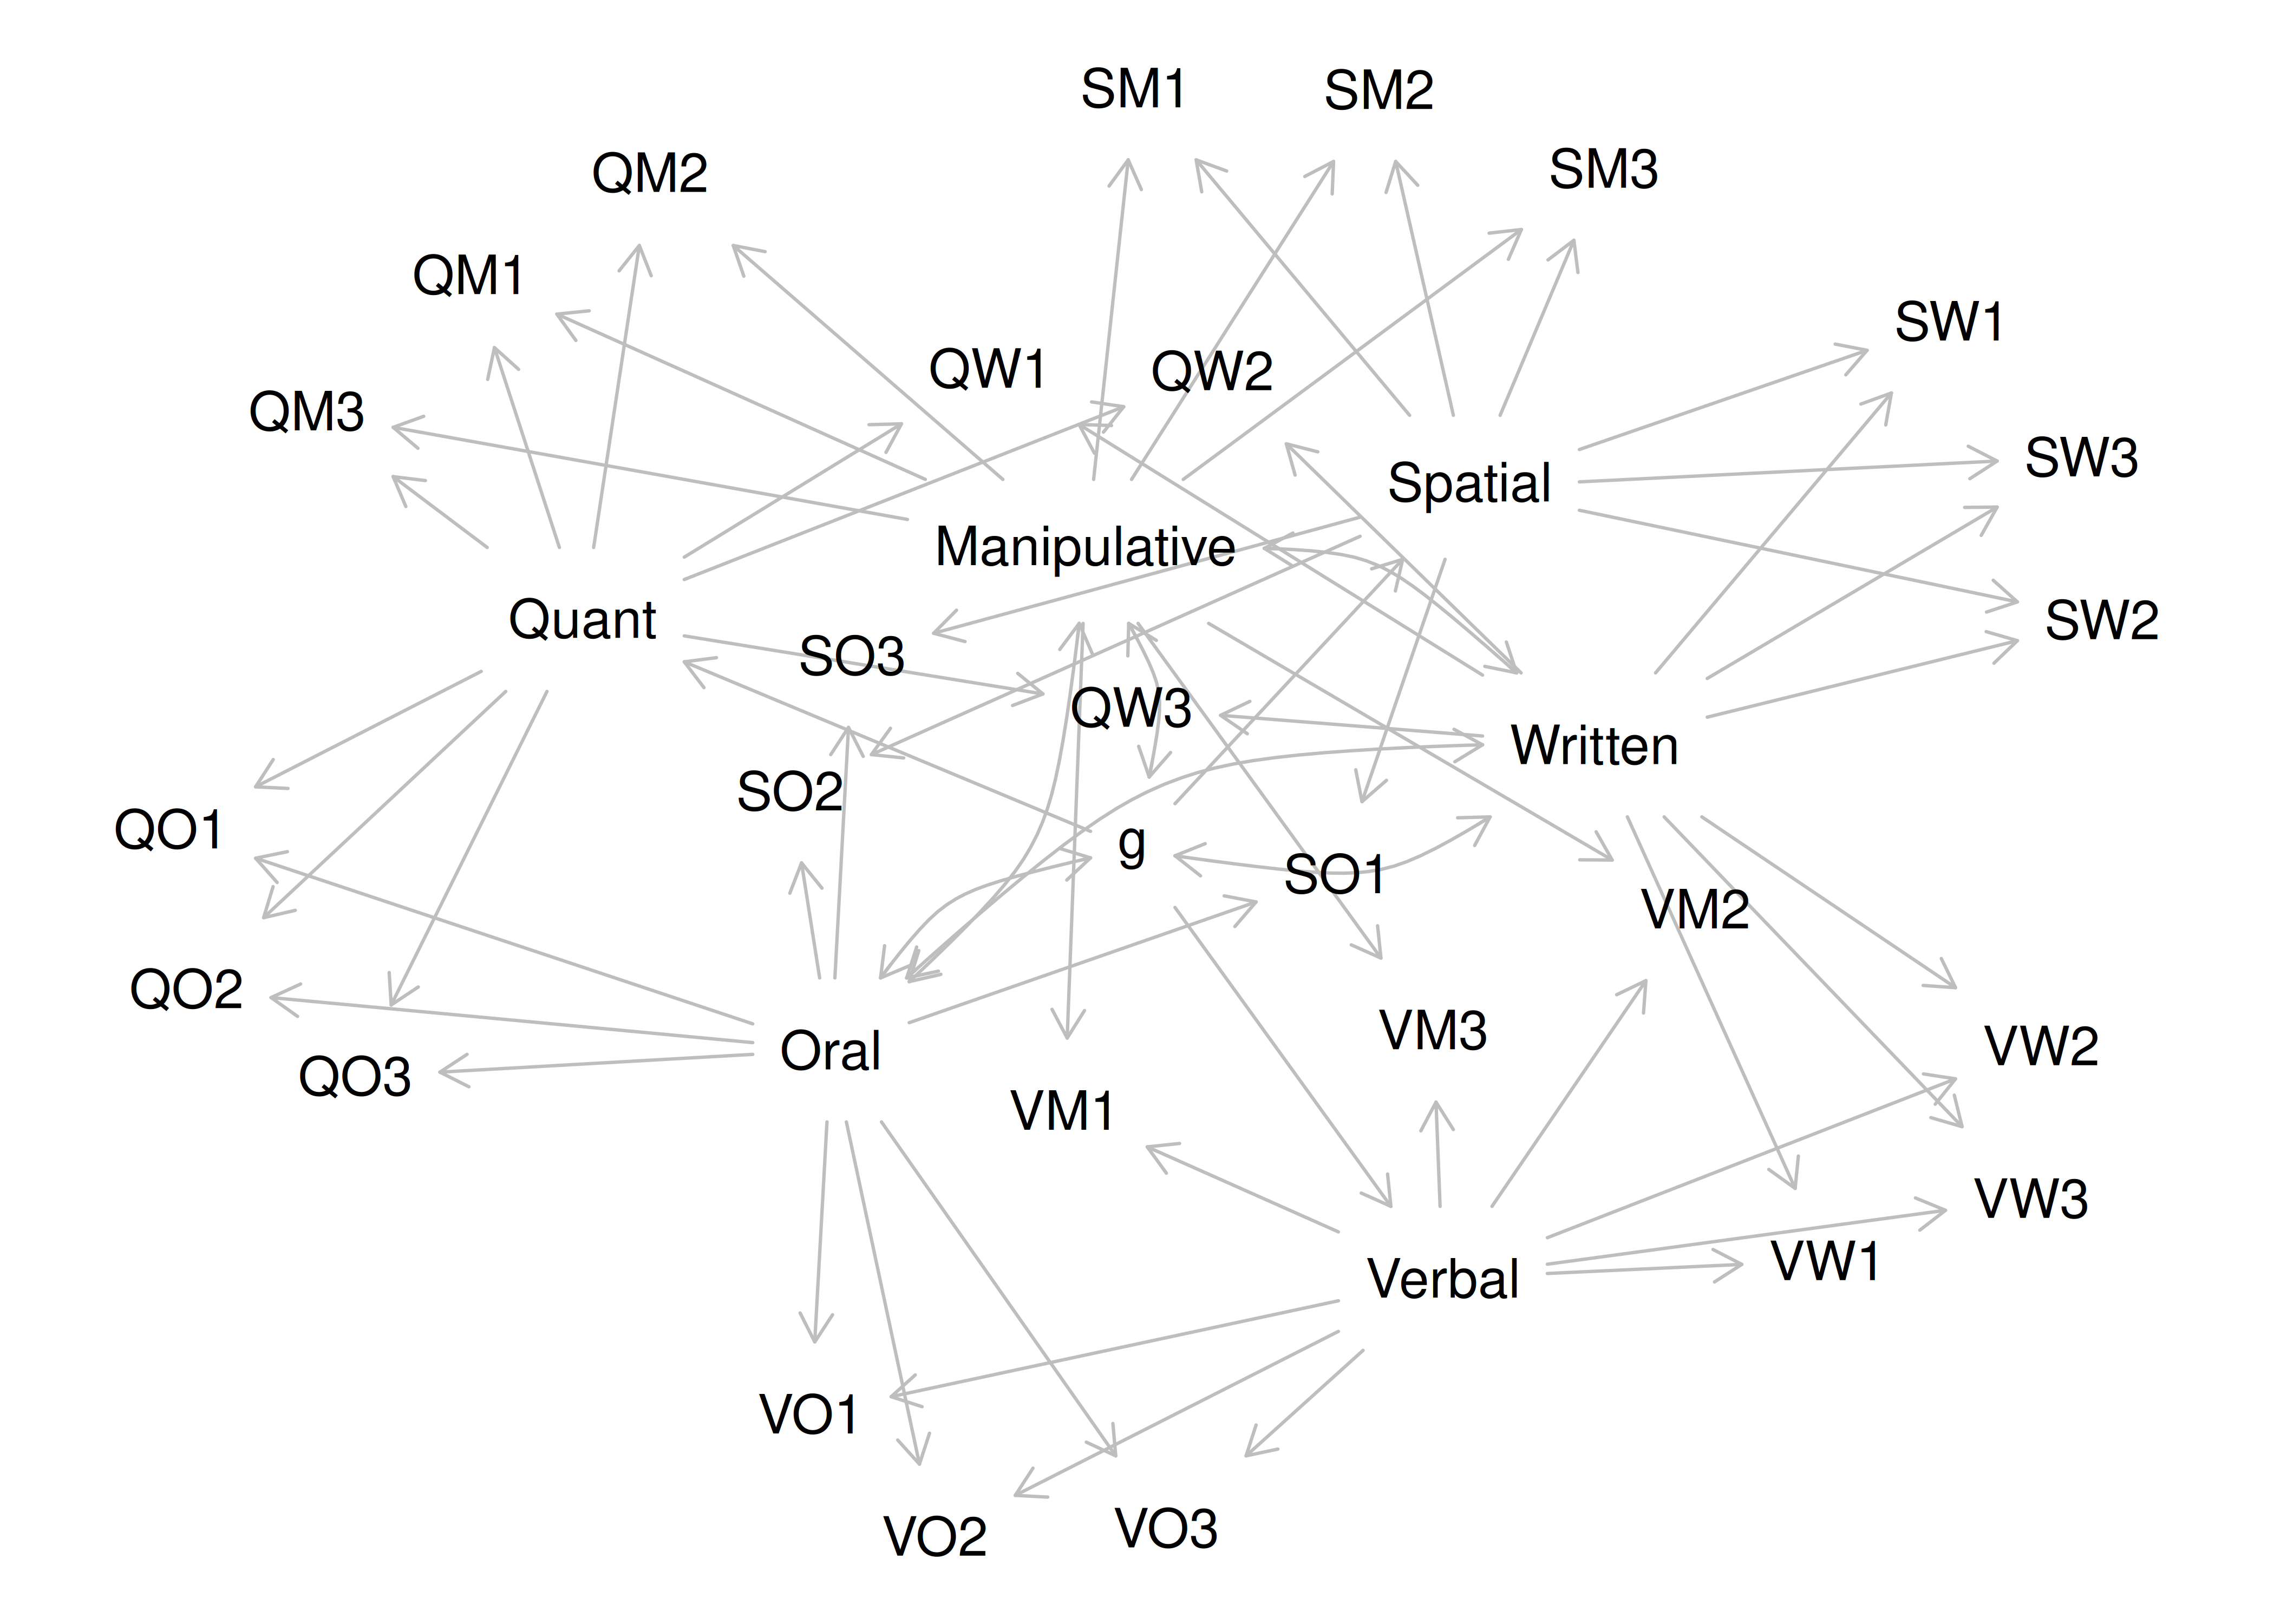 SM1
SM2
QM2
SM3
QM1
SW1
QW1
QW2
QM3
SW3
Spatial
Manipulative
Quant
SW2
SO3
QW3
Written
SO2
QO1
g
SO1
VM2
QO2
VM3
VW2
Oral
QO3
VM1
VW3
VW1
Verbal
VO1
VO3
VO2